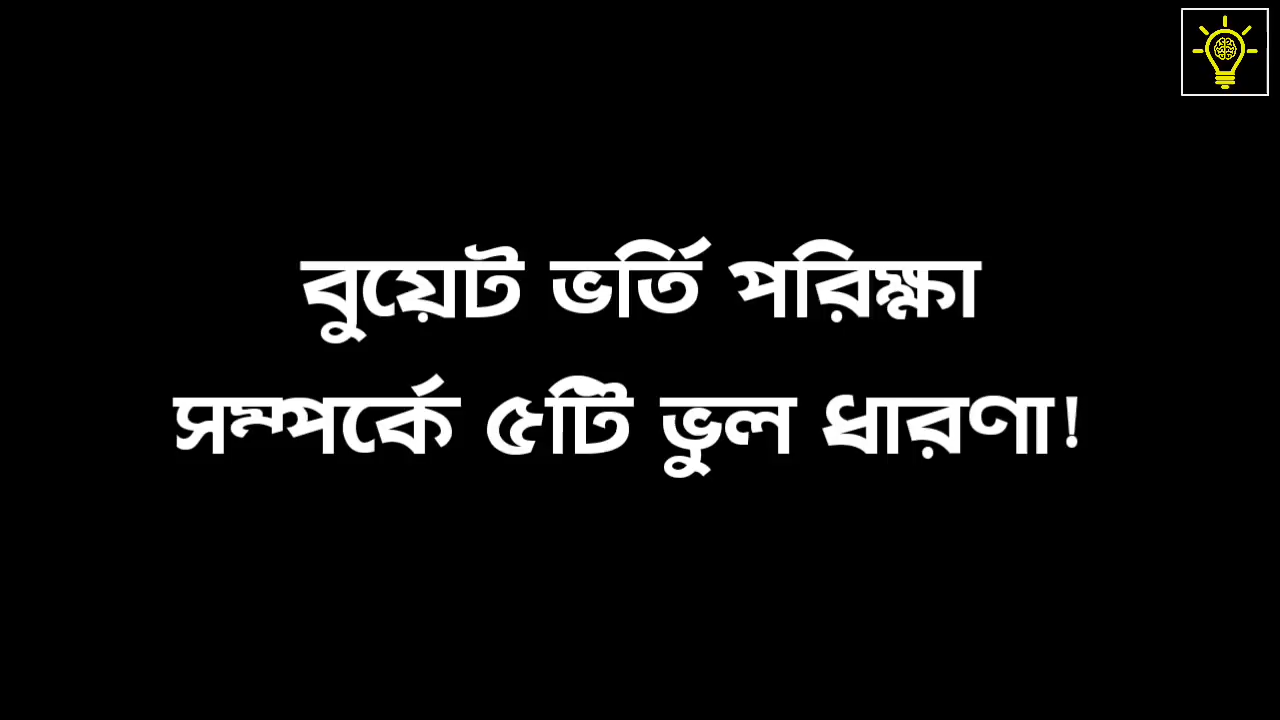 বুয়েট ভর্তি পরিক্ষা
সম্পর্কে ৫টি ভুল ধারণা!